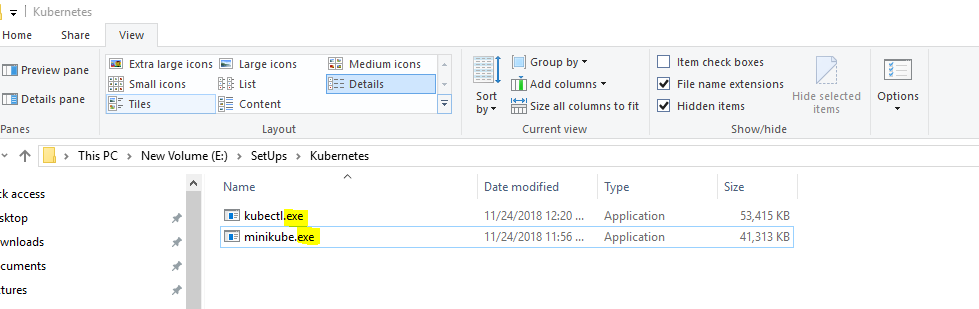 Kubernetes
Home Share View
Preview pane
Details pane
Panes
Extra large icons Large icons Medium icons
Small icons List Details
Tiles Content
Layout
Sort by
Group by
Add columns
Size all columns to fit
Current view
Item check boxes
File name extensions
Hidden items
Hide selected items
Show/hide
Options
This PC > New Volume (E:) > SetUps > Kubernetes
ck access
sktop
wnloads
cuments
tures
Name Date modified Type Size
kubectl.exe 11/24/2018 12:20 ... Application 53,415 KB
minikube.exe 11/24/2018 11:56 ... Application 41,313 KB